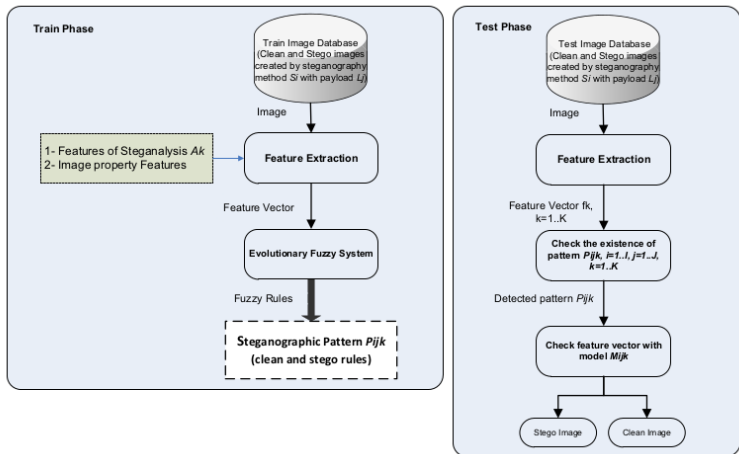 Train Phase
Train Image Database
(Clean and Stego images
created by steganography
method Si with payload Lj)
Image
1- Features of Steganalysis Ak
2- Image property Features
Feature Extraction
Feature Vector
Evolutionary Fuzzy System
Fuzzy Rules
Steganographic Pattern Pijk
(clean and stego rules)
Test Phase
Test Image Database
(Clean and Stego images
created by steganography
method Si with payload Lj)
Image
Feature Extraction
Feature Vector fk,
k=1..K
Check the existence of
pattern Pijk, i=1..I, j=1..J,
k=1..K
Detected pattern Pijk
Check feature vector with
model Mijk
Stego Image
Clean Image